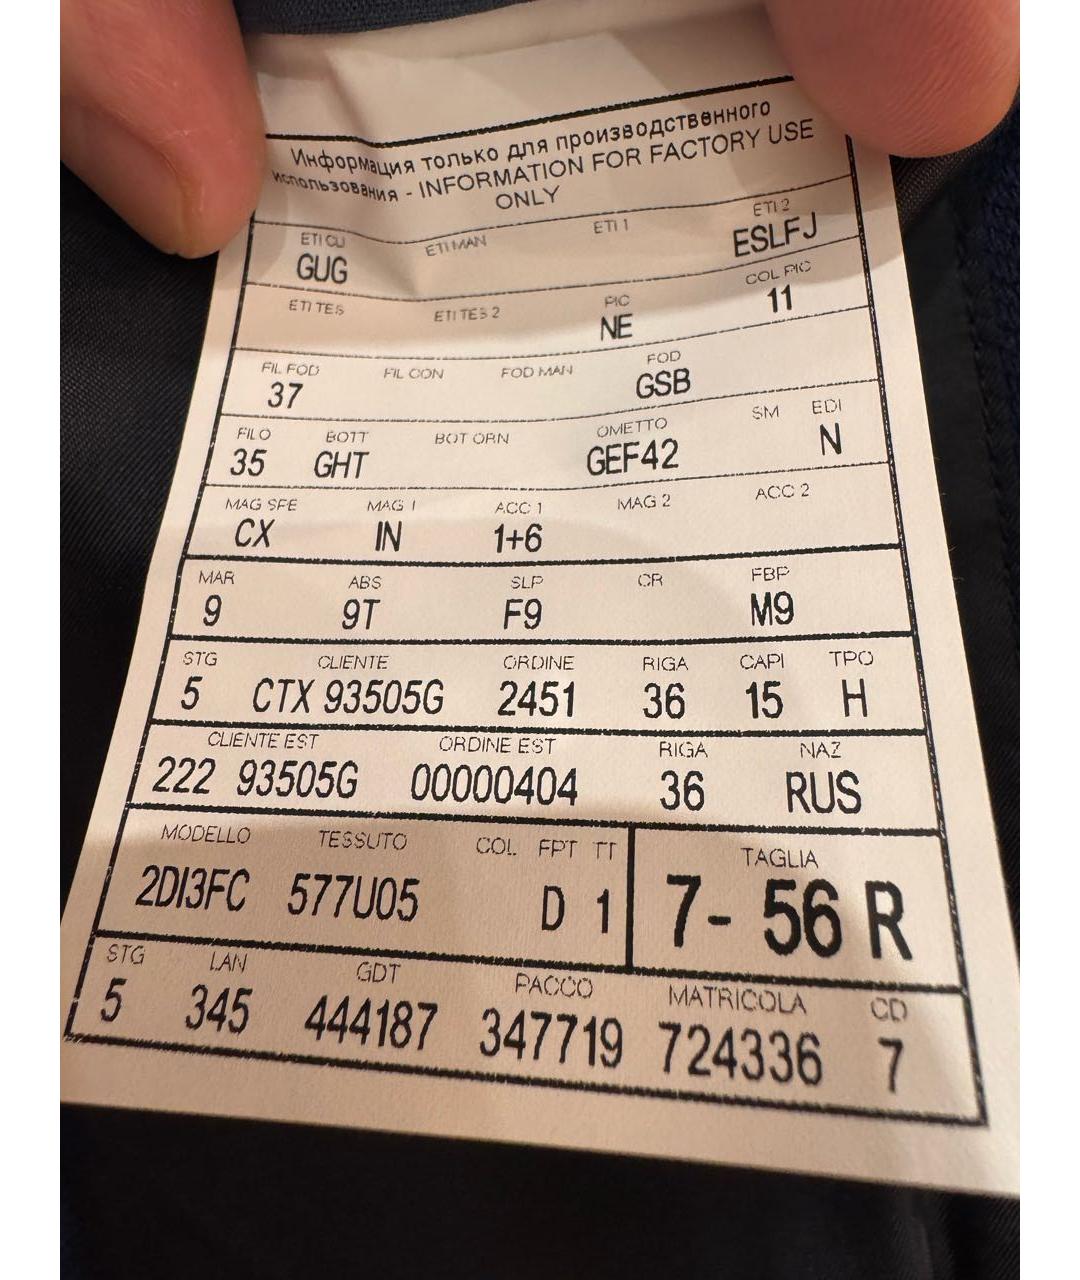 Информация только для производственного
использования - INFORMATION FOR FACTORY USE
ONLY
ETI CU ETI MAN ETI 1 ETI 2
GUG ESLFJ
ETI TES ETI TES 2 PIC COL PIC
NE 11
FIL FOD FIL CON FOD MAN FOD
37 GSB
FILO BOTT BOT ORN OMETTO SM EDI
35 GHT GEF42 N
MAG SFE MAG I ACC 1 MAG 2 ACC 2
CX IN 1+6
MAR ABS SLP CR FBP
9 9T F9 M9
STG CLIENTE ORDINE RIGA CAPI TPO
5 CTX 93505G 2451 36 15 H
CLIENTE EST ORDINE EST RIGA NAZ
222 93505G 00000404 36 RUS
MODELLO TESSUTO COL FPT TT TAGLIA
2DI3FC 577U05 D 1 7- 56 R
STG LAN GDT PACCO MATRICOLA CD
5 345 444187 347719 724336 7